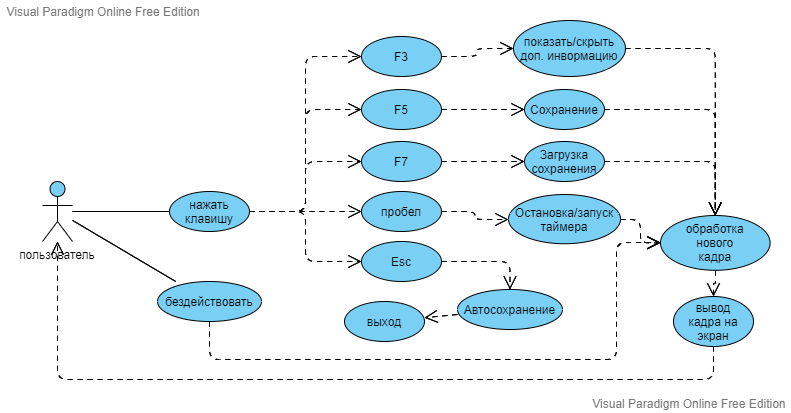 Visual Paradigm Online Free Edition
F3
показать/скрыть
доп. инвормацию
F5
Сохранение
F7
Загрузка
сохранения
нажать
клавишу
пробел
Остановка/запуск
таймера
обработка
нового
кадра
пользователь
Esc
бездействовать
Автосохранение
выход
вывод
кадра на
экран
Visual Paradigm Online Free Edition